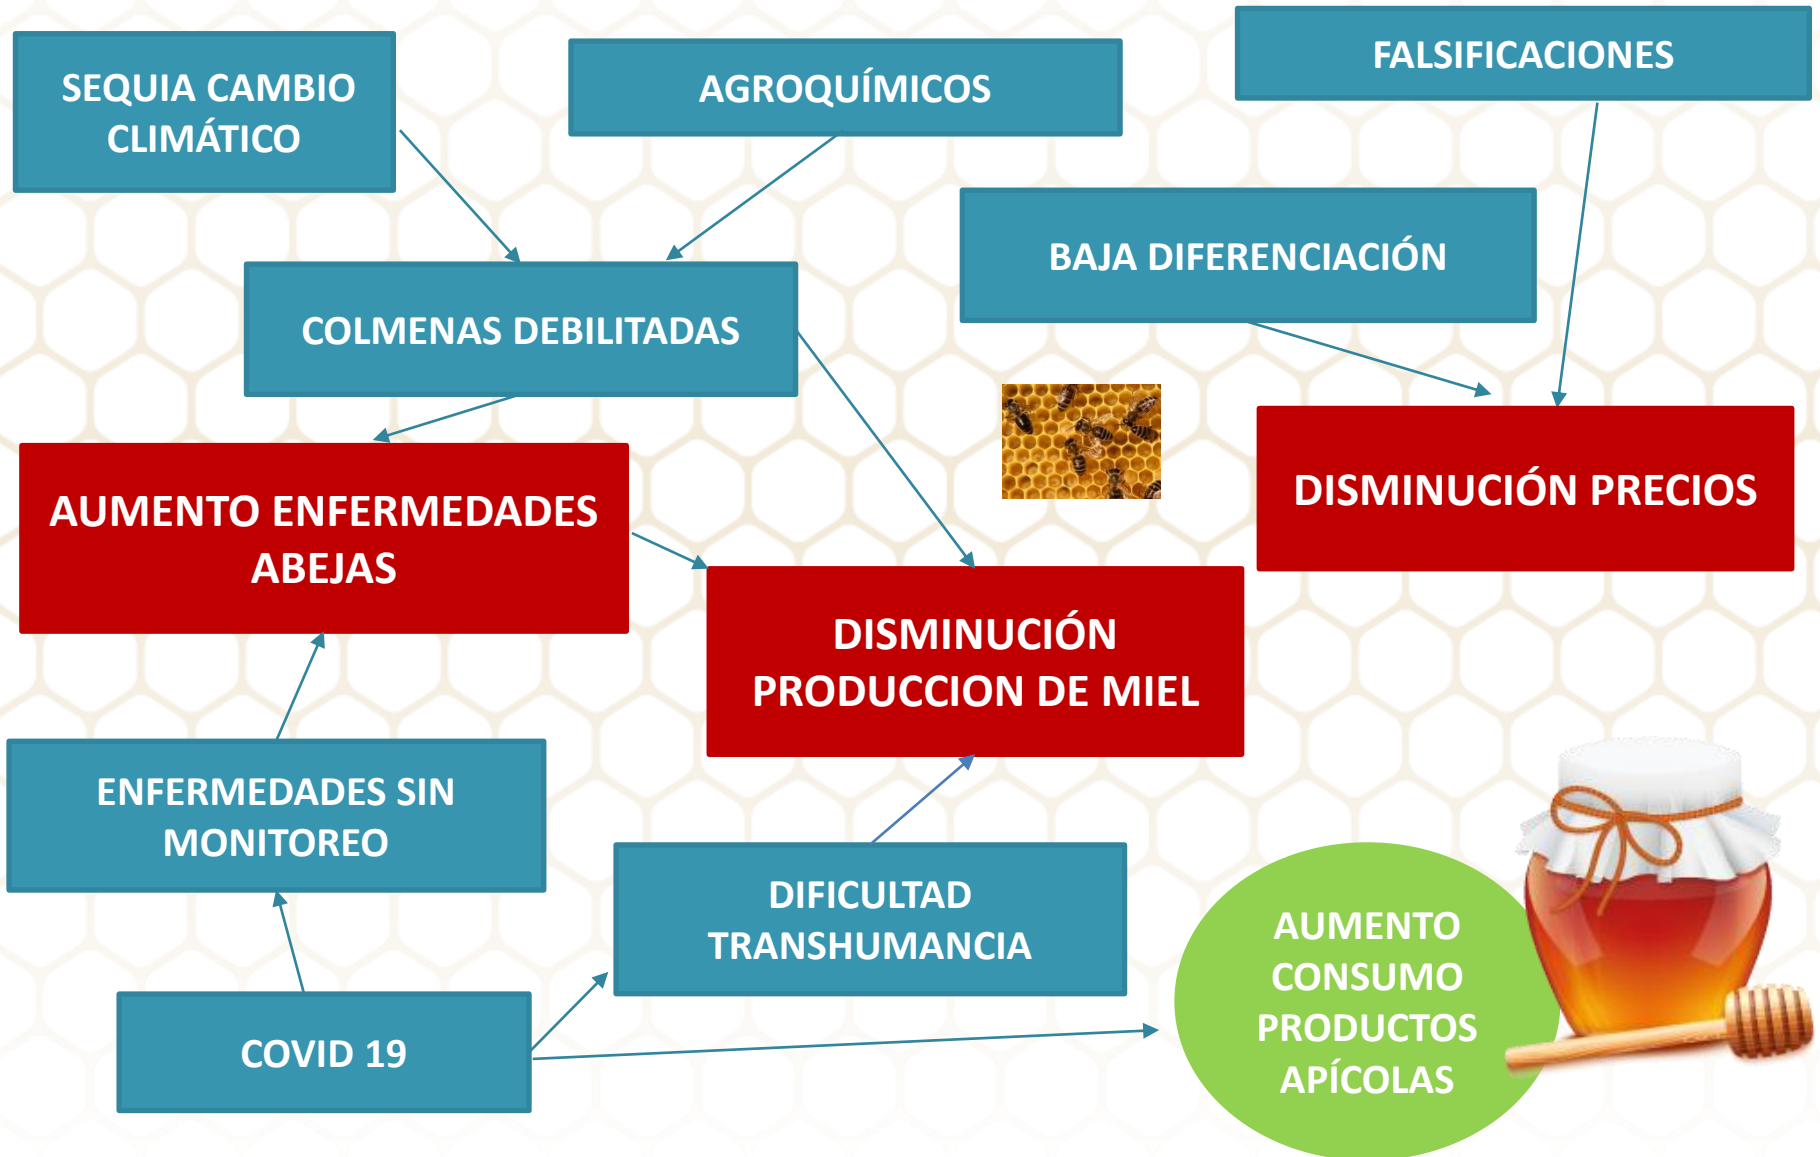 SEQUIA CAMBIO
CLIMÁTICO
AGROQUÍMICOS
FALSIFICACIONES
BAJA DIFERENCIACIÓN
COLMENAS DEBILITADAS
AUMENTO ENFERMEDADES
ABEJAS
DISMINUCIÓN PRECIOS
DISMINUCIÓN
PRODUCCION DE MIEL
ENFERMEDADES SIN
MONITOREO
DIFICULTAD
TRANSHUMANCIA
AUMENTO
CONSUMO
PRODUCTOS
APÍCOLAS
COVID 19